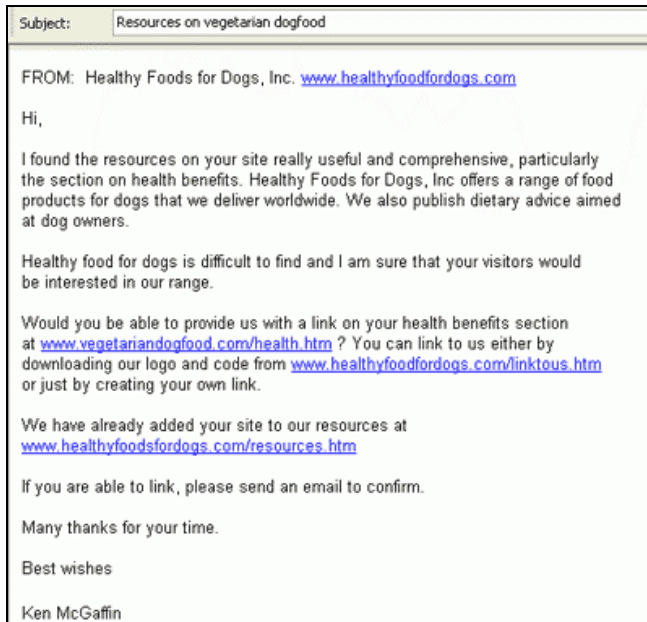 Subject: Resources on vegetarian dogfood
FROM: Healthy Foods for Dogs, Inc. www.healthyfoodfordogs.com
Hi,
I found the resources on your site really useful and comprehensive, particularly
the section on health benefits. Healthy Foods for Dogs, Inc offers a range of food
products for dogs that we deliver worldwide. We also publish dietary advice aimed
at dog owners.
Healthy food for dogs is difficult to find and I am sure that your visitors would
be interested in our range.
Would you be able to provide us with a link on your health benefits section
at www.vegetariandogfood.com/health.htm ? You can link to us either by
downloading our logo and code from www.healthyfoodfordogs.com/linktous.htm
or just by creating your own link.
We have already added your site to our resources at
www.healthyfoodsfordogs.com/resources.htm
If you are able to link, please send an email to confirm.
Many thanks for your time.
Best wishes
Ken McGaffin